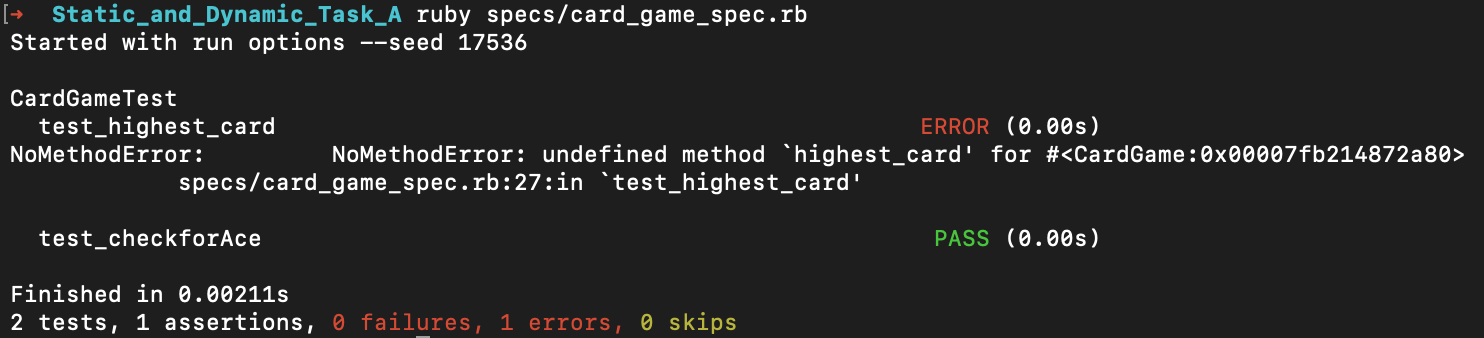 [➜  Static_and_Dynamic_Task_A ruby specs/card_game_spec.rb
Started with run options --seed 17536
CardGameTest
test_highest_card ERROR (0.00s)
NoMethodError: NoMethodError: undefined method `highest_card' for #<CardGame:0x00007fb214872a80>
specs/card_game_spec.rb:27:in `test_highest_card'
test_checkforAce PASS (0.00s)
Finished in 0.00211s
2 tests, 1 assertions, 0 failures, 1 errors, 0 skips